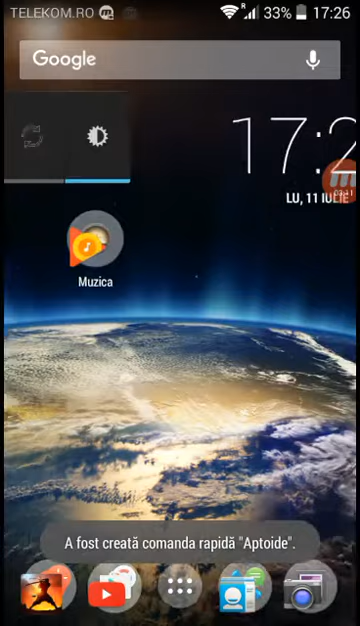 TELEKOM.RO R 33% 17:26
Google
17:2
LU, 11 IULIE
Muzica
A fost creată comanda rapidă "Aptoide".